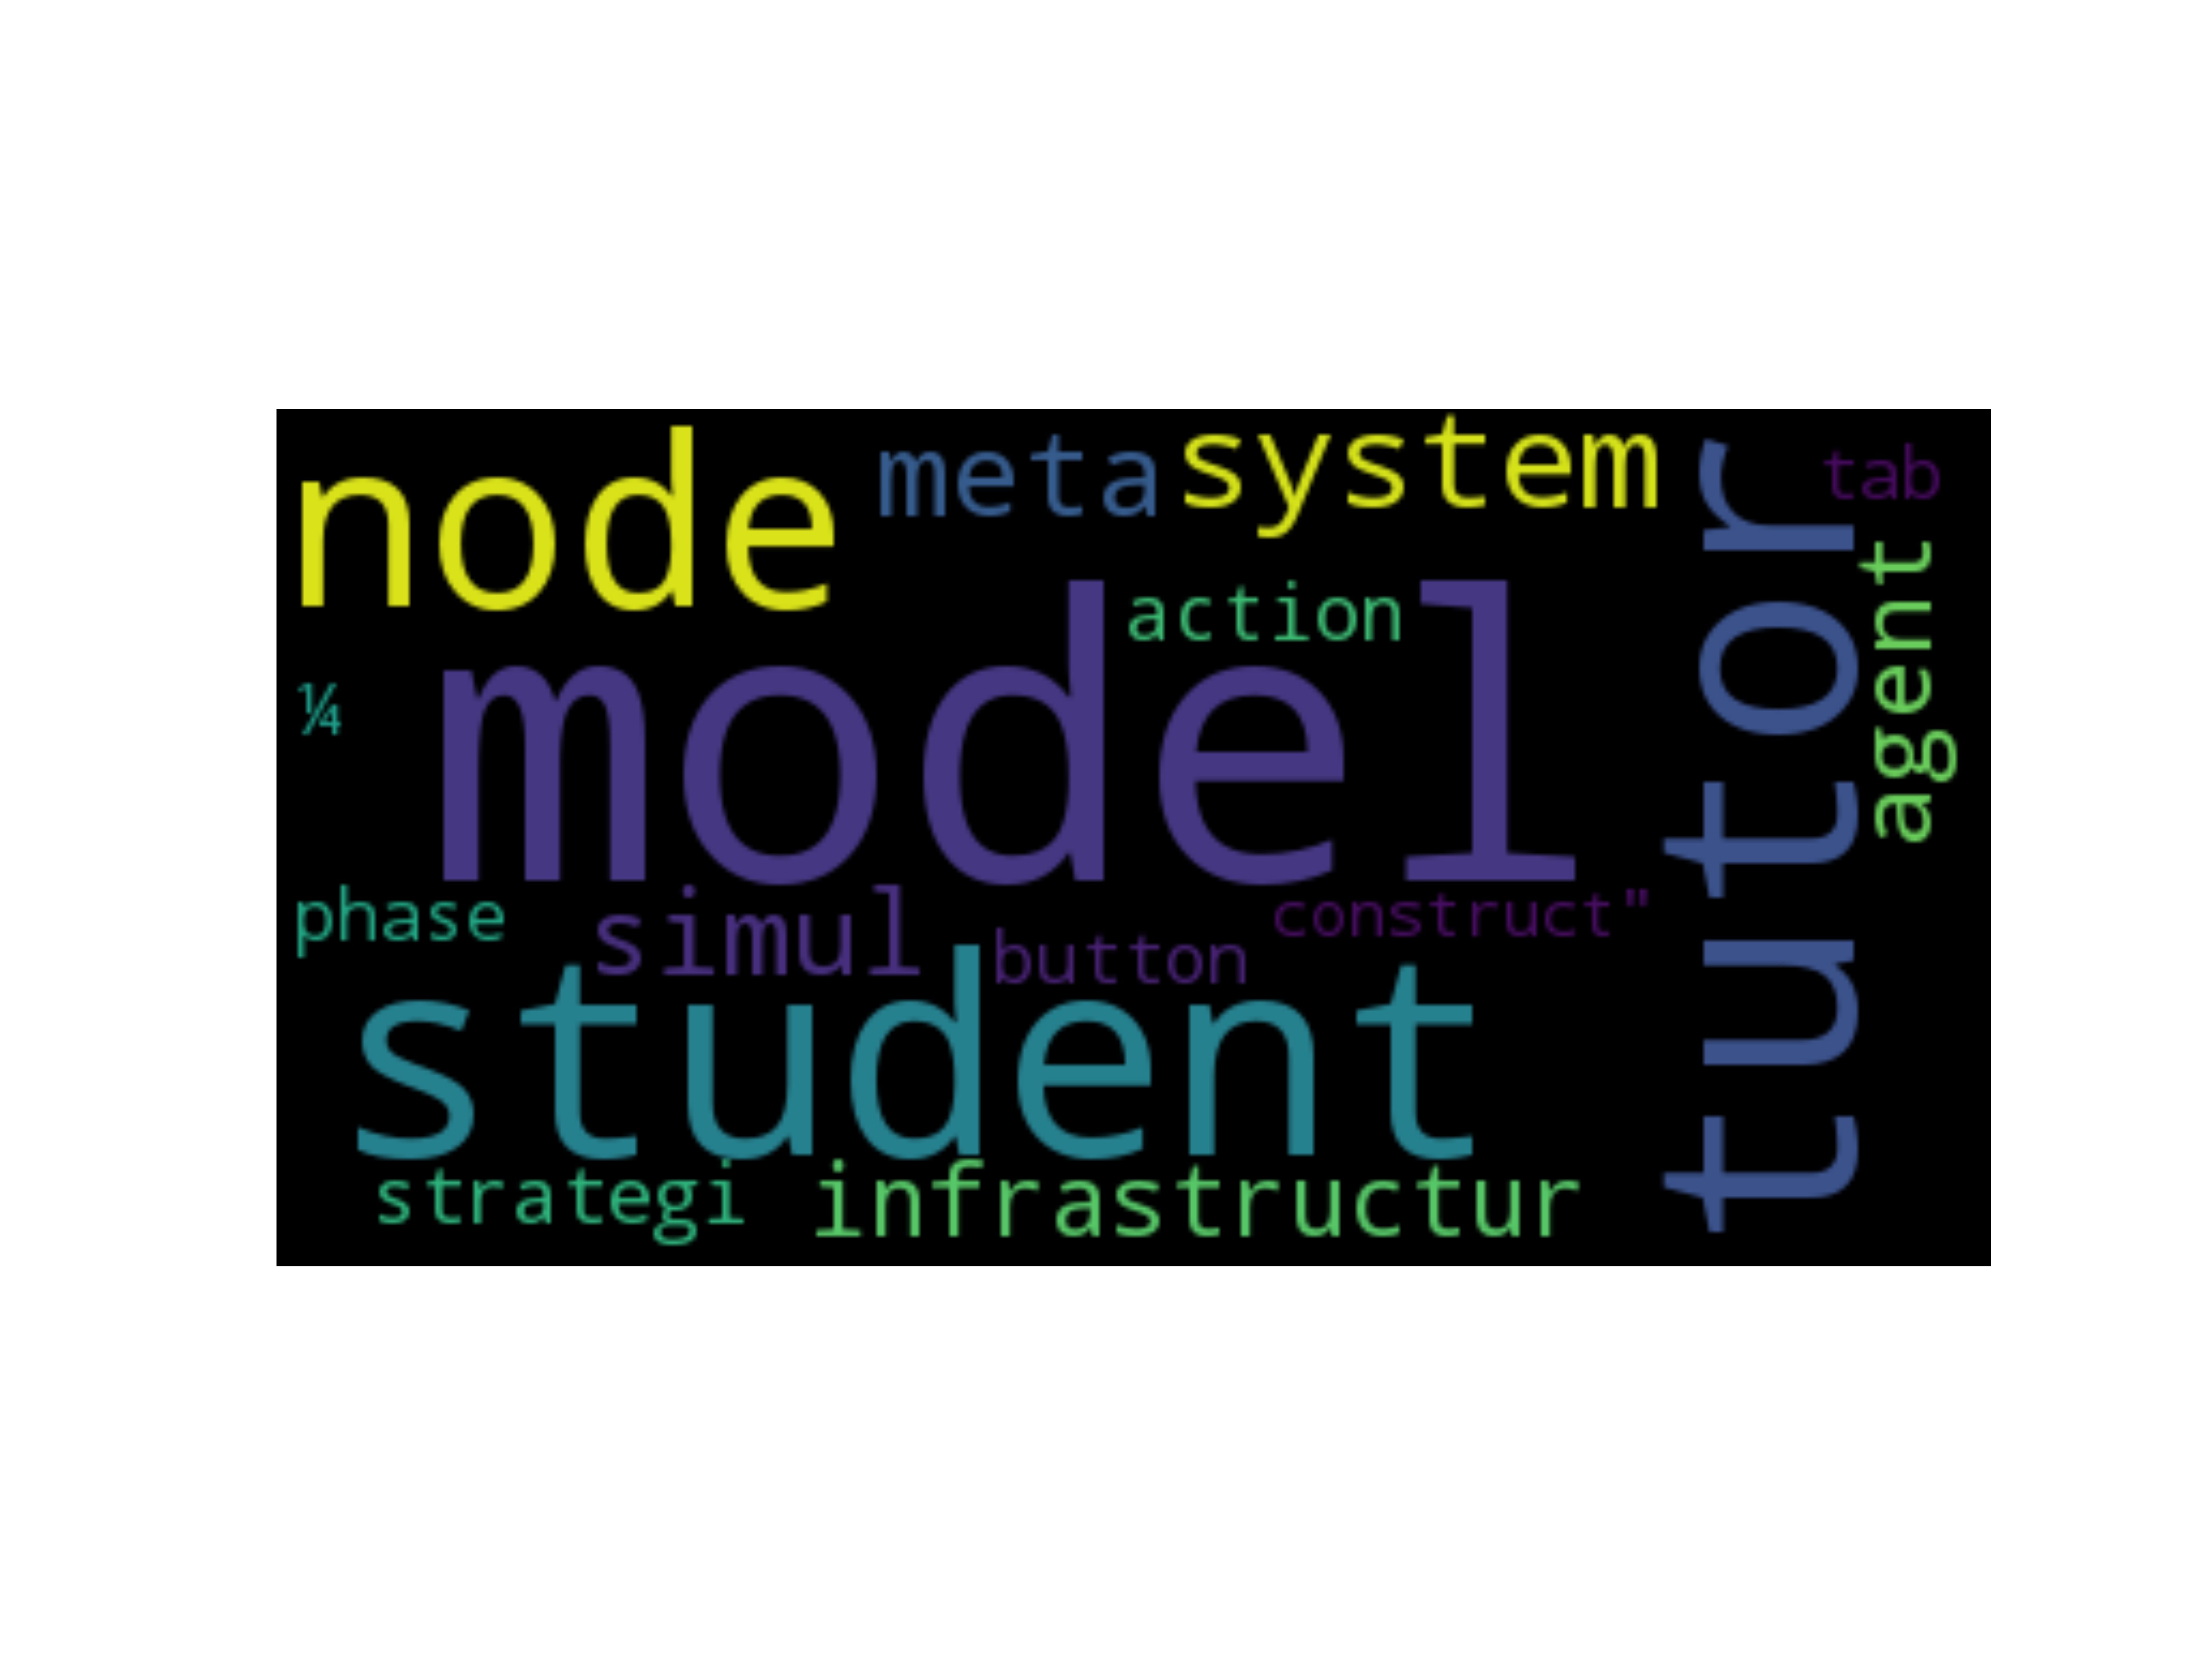 node
meta
system
tab
tutor
agent
action
model
¼
phase
simul
button
construct"
student
strategi
infrastructur